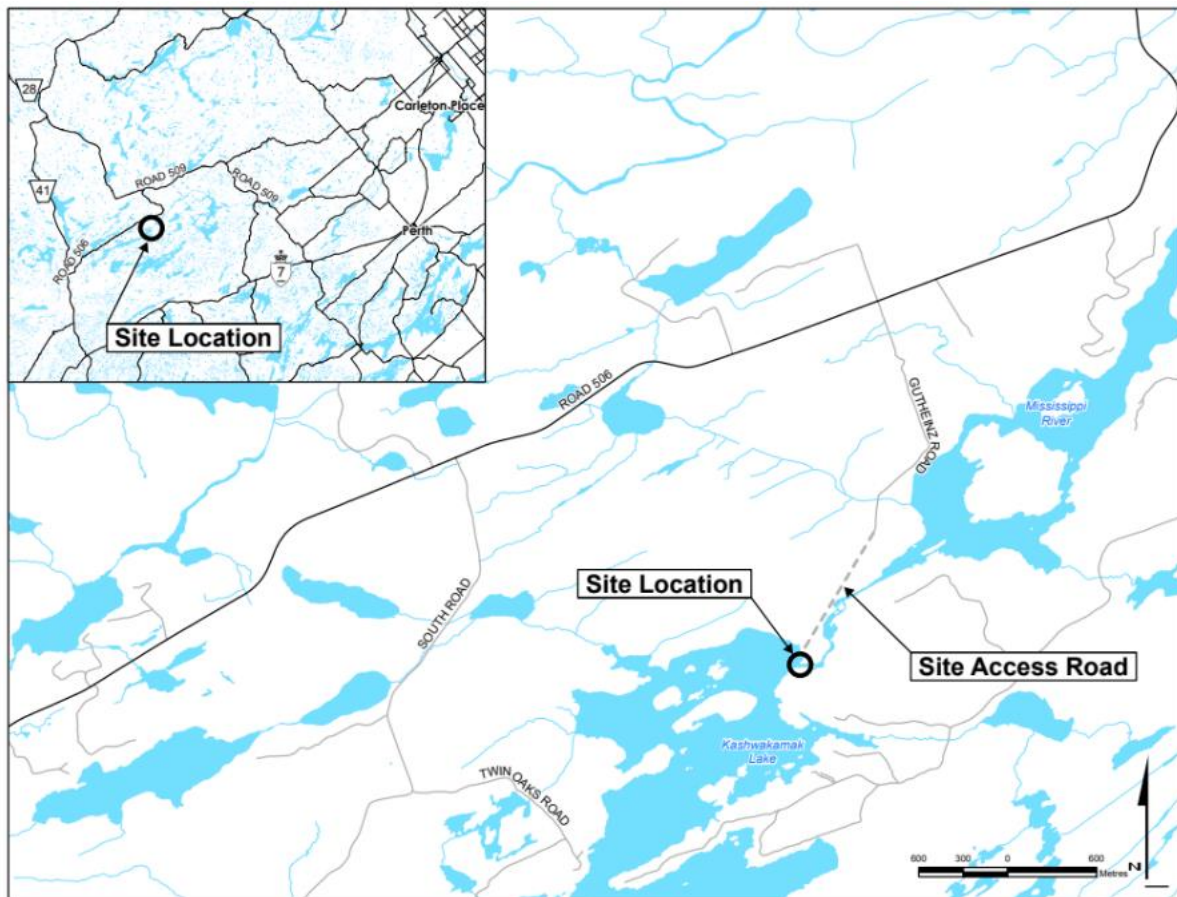 28
Carleton Place
41
ROAD 509
ROAD 509
ROAD 506
Perth
7
Site Location
ROAD 506
GUTHEINZ ROAD
Mississippi
River
SOUTH ROAD
Site Location
Site Access Road
Kashwakamak
Lake
TWIN OAKS ROAD
600 300 0 600
Metres
N